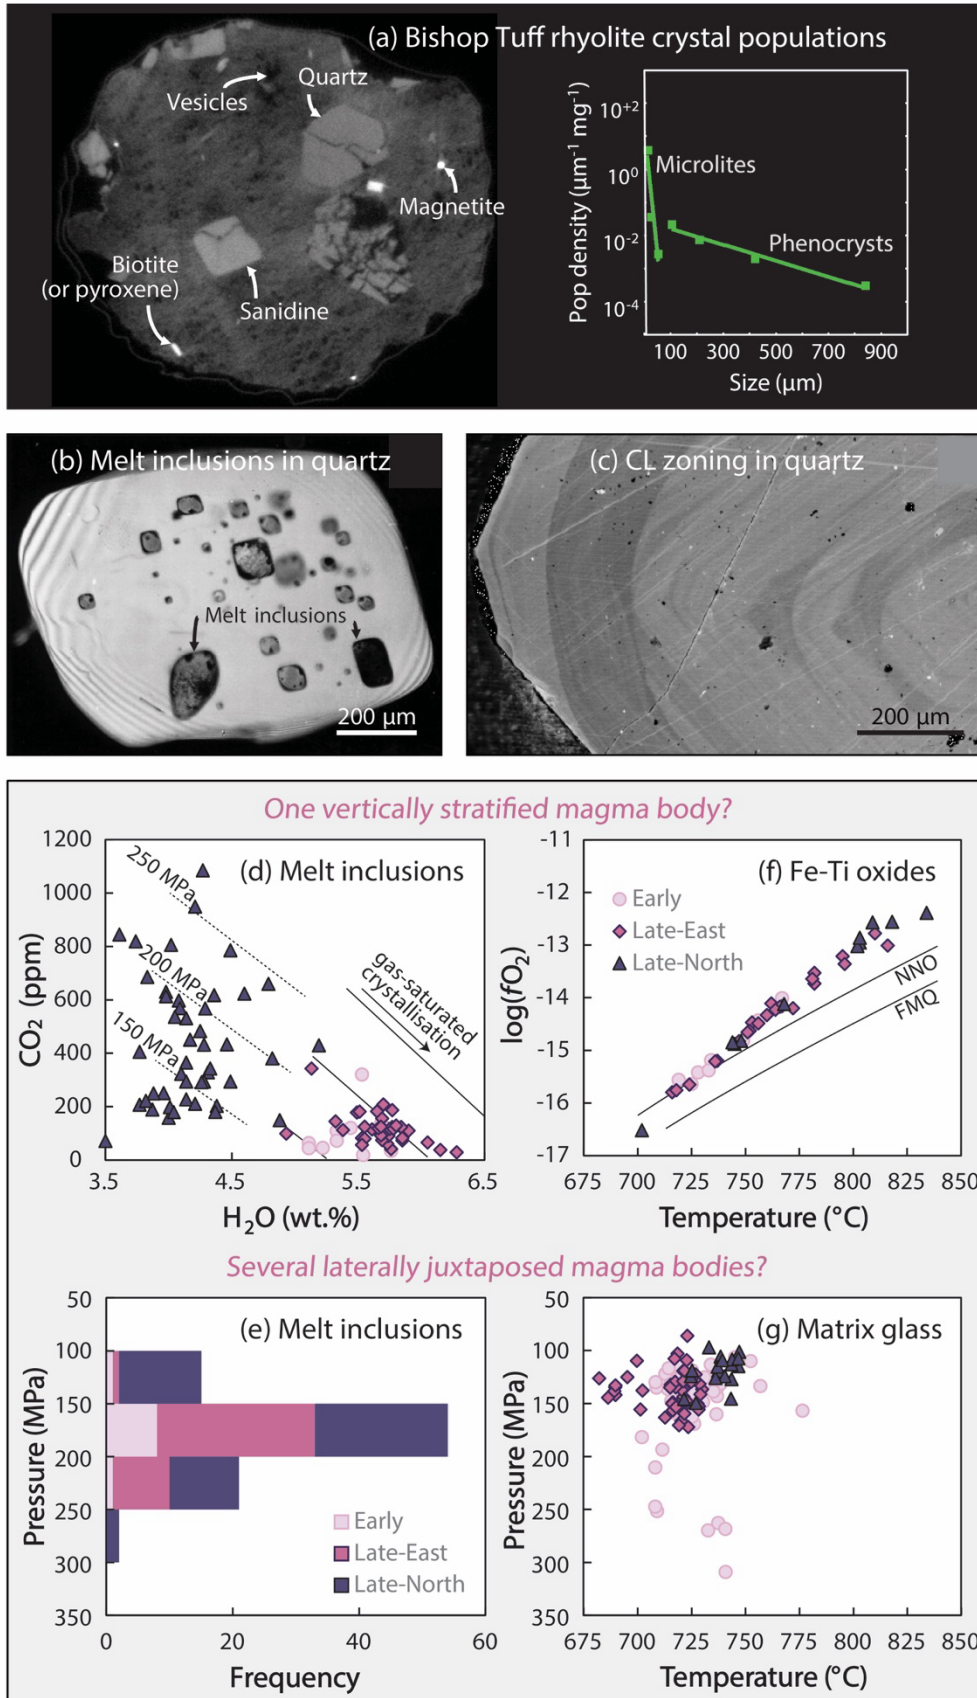 (a) Bishop Tuff rhyolite crystal populations
Quartz
Vesicles
Magnetite
Biotite
(or pyroxene)
Sanidine
Pop density (µm⁻¹ mg⁻¹)
10⁺²
10⁰
10⁻²
10⁻⁴
Microlites
Phenocrysts
100 300 500 700 900
Size (µm)
(b) Melt inclusions in quartz
Melt inclusions
200 µm
(c) CL zoning in quartz
200 µm
One vertically stratified magma body?
(d) Melt inclusions
CO₂ (ppm)
1200
1000
800
600
400
200
0
250 MPa
200 MPa
150 MPa
gas-saturated
crystallisation
3.5 4.5 5.5 6.5
H₂O (wt.%)
(f) Fe-Ti oxides
log(fO₂)
-11
-12
-13
-14
-15
-16
-17
Early
Late-East
Late-North
NNO
FMQ
675 700 725 750 775 800 825 850
Temperature (°C)
Several laterally juxtaposed magma bodies?
(e) Melt inclusions
Pressure (MPa)
50
100
150
200
250
300
350
Early
Late-East
Late-North
0 20 40 60
Frequency
(g) Matrix glass
Pressure (MPa)
50
100
150
200
250
300
350
675 700 725 750 775 800 825 850
Temperature (°C)